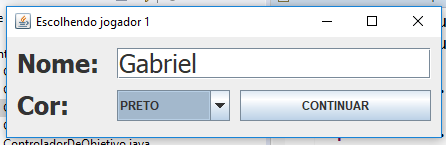 Escolhendo jogador 1
Nome: Gabriel
Cor: PRETO CONTINUAR
ControladorDeObjetivo.java